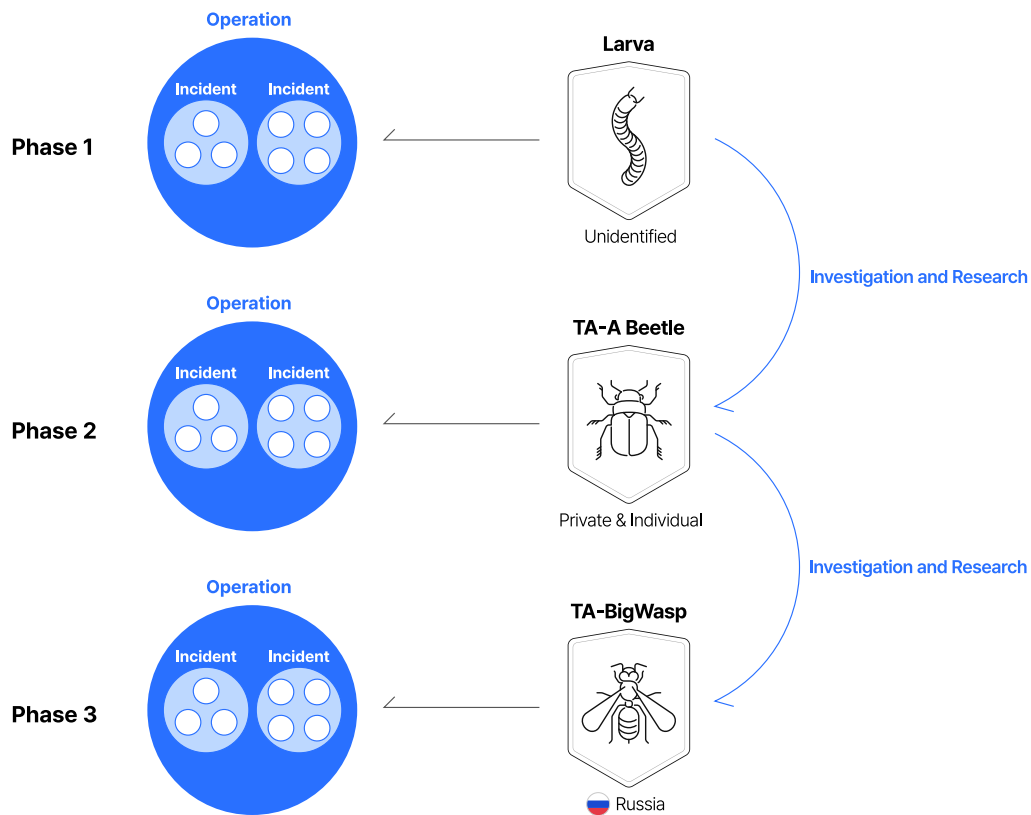 Operation
Larva
Incident
Incident
Phase 1
Unidentified
Investigation and Research
Operation
TA-A Beetle
Incident
Incident
Phase 2
Private & Individual
Investigation and Research
Operation
TA-BigWasp
Incident
Incident
Phase 3
Russia